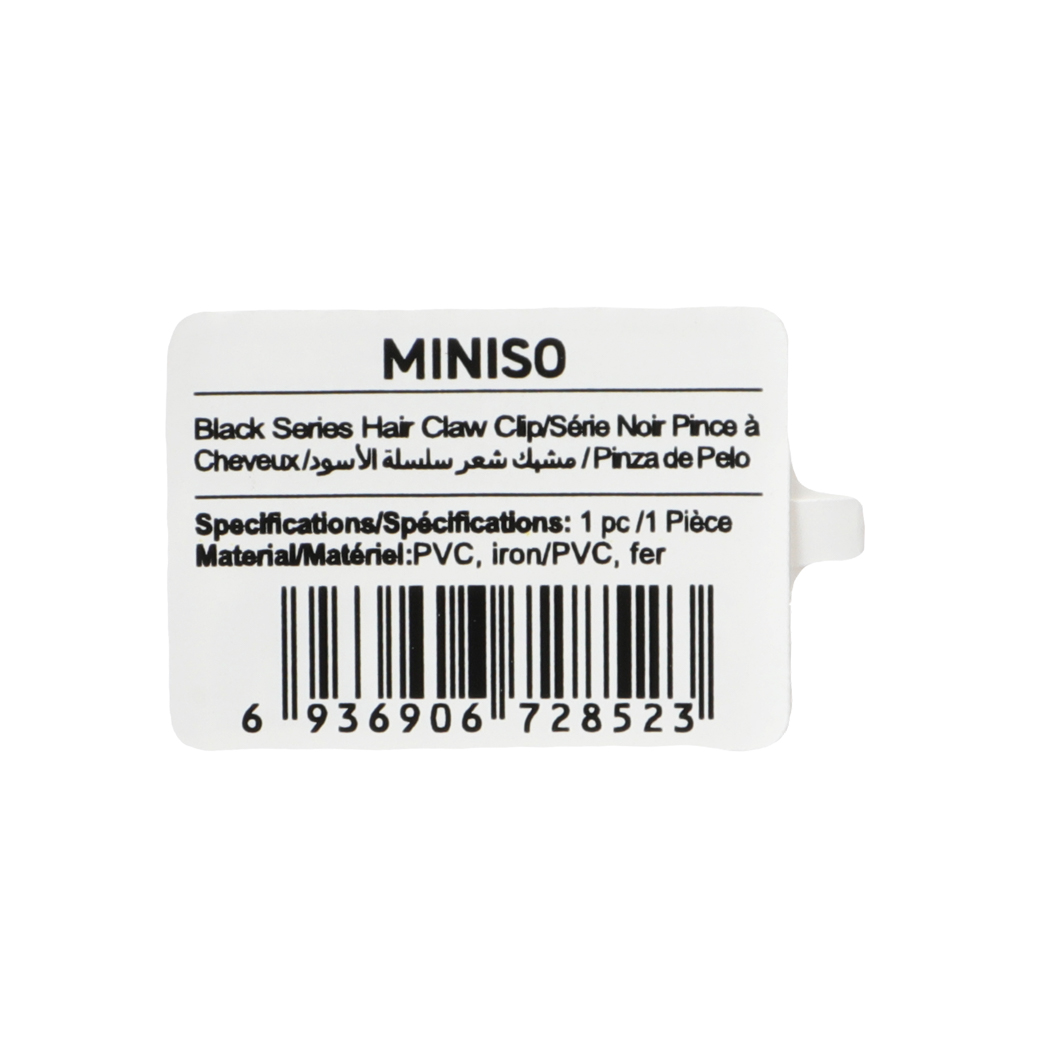 MINISO
Black Series Hair Claw Clip/Série Noir Pince à
Cheveux/مشبك شعر سلسلة الأسود/Pinza de Pelo
Specifications/Spécifications: 1 pc /1 Pièce
Material/Matériel:PVC, iron/PVC, fer
6 936906 728523